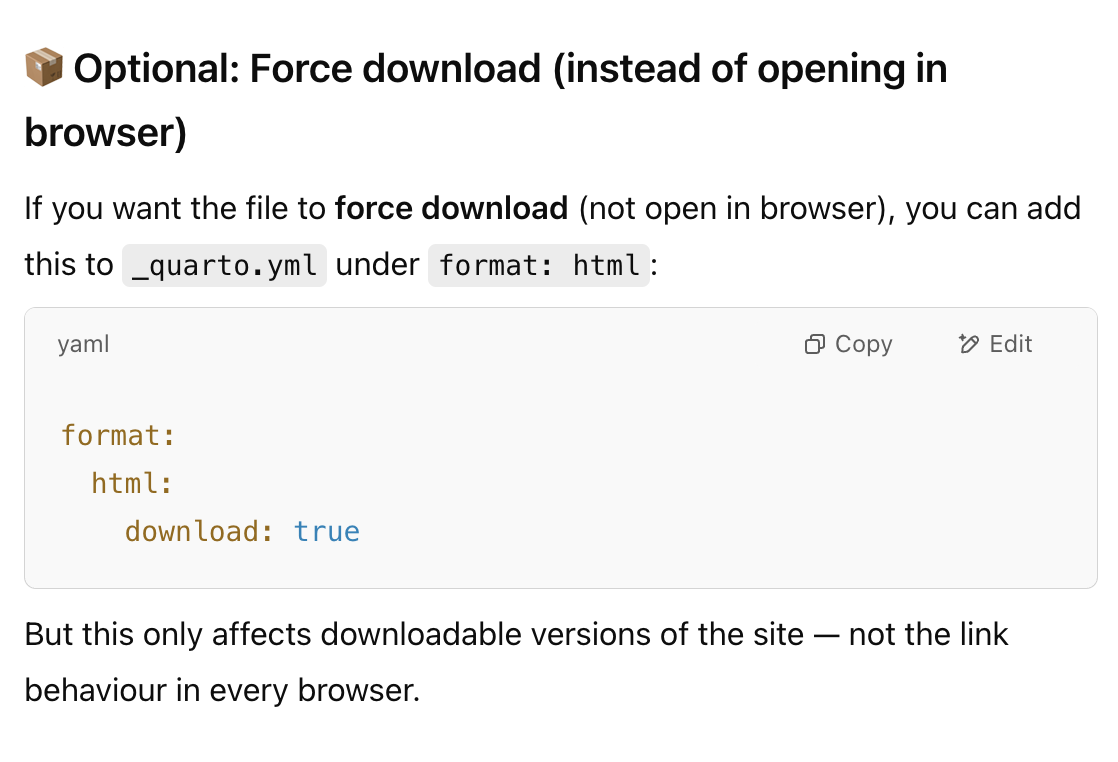 📦 Optional: Force download (instead of opening in
browser)
If you want the file to force download (not open in browser), you can add
this to _quarto.yml under format: html:
yaml Copy Edit
format:
  html:
    download: true
But this only affects downloadable versions of the site — not the link
behaviour in every browser.